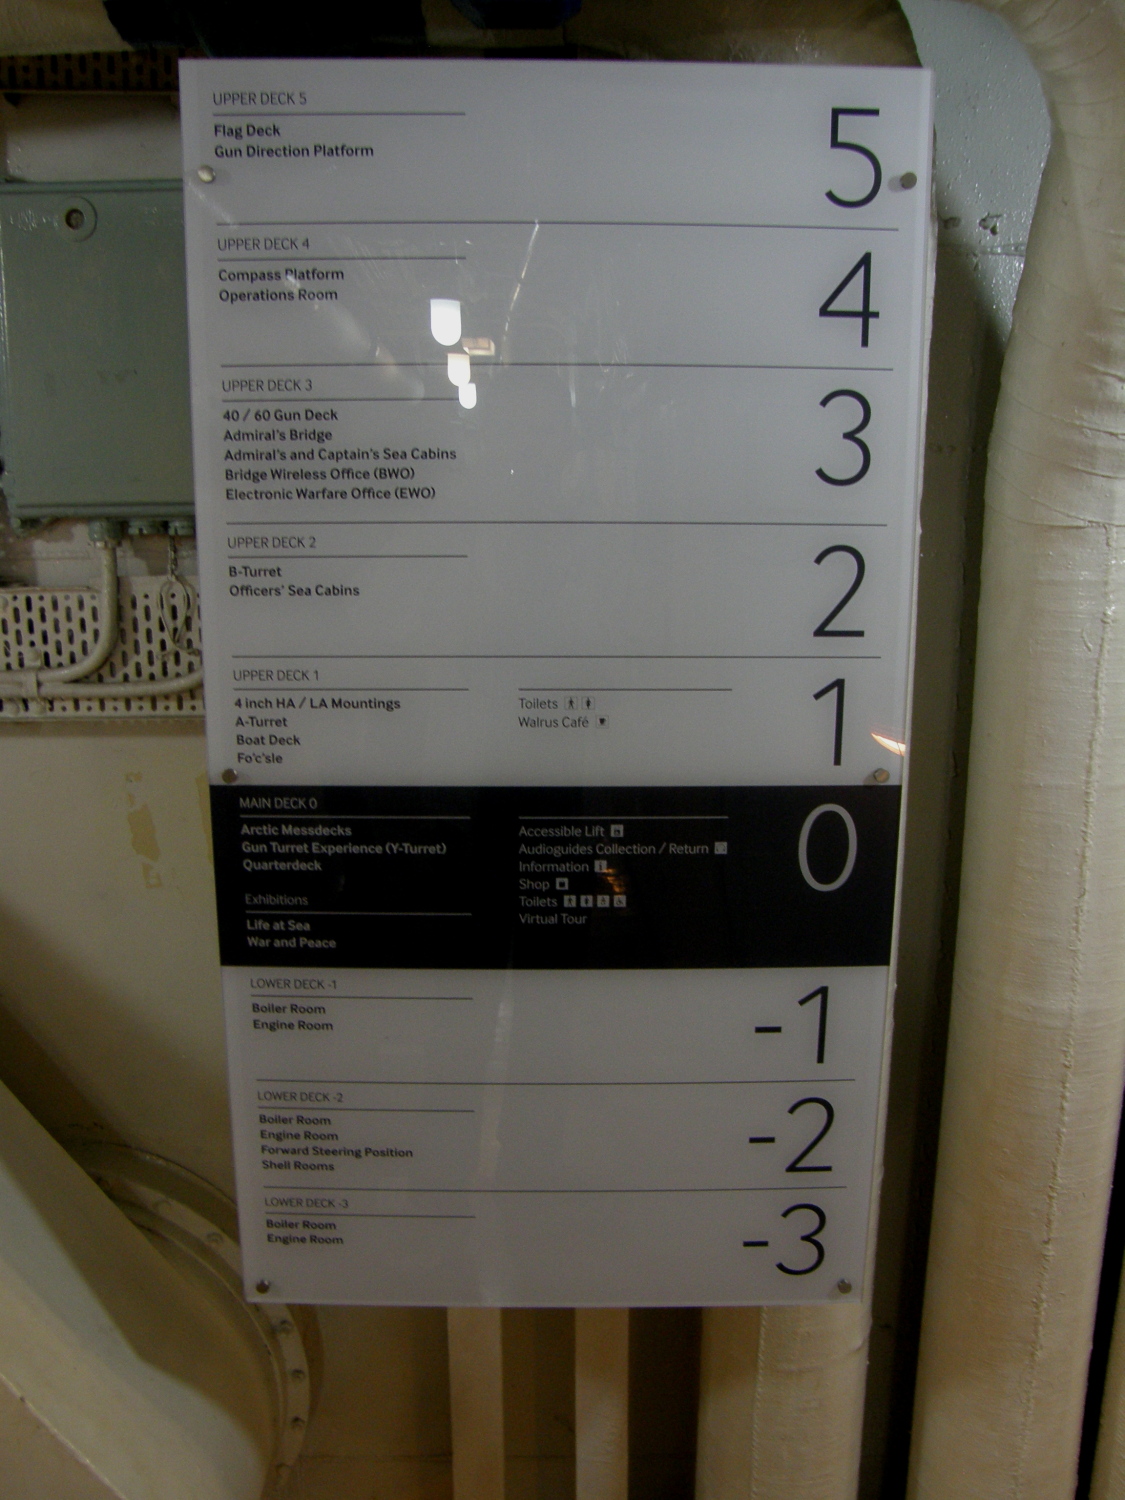 UPPER DECK 5
Flag Deck
Gun Direction Platform
5
UPPER DECK 4
Compass Platform
Operations Room
4
UPPER DECK 3
40 / 60 Gun Deck
Admiral's Bridge
Admiral's and Captain's Sea Cabins
Bridge Wireless Office (BWO)
Electronic Warfare Office (EWO)
3
UPPER DECK 2
B-Turret
Officers' Sea Cabins
2
UPPER DECK 1
4 inch HA / LA Mountings
A-Turret
Boat Deck
Fo'c'sle
Toilets
Walrus Café
1
MAIN DECK 0
Arctic Messdecks
Gun Turret Experience (Y-Turret)
Quarterdeck
Exhibitions
Life at Sea
War and Peace
Accessible Lift
Audioguides Collection / Return
Information
Shop
Toilets
Virtual Tour
0
LOWER DECK -1
Boiler Room
Engine Room
-1
LOWER DECK -2
Boiler Room
Engine Room
Forward Steering Position
Shell Rooms
-2
LOWER DECK -3
Boiler Room
Engine Room
-3